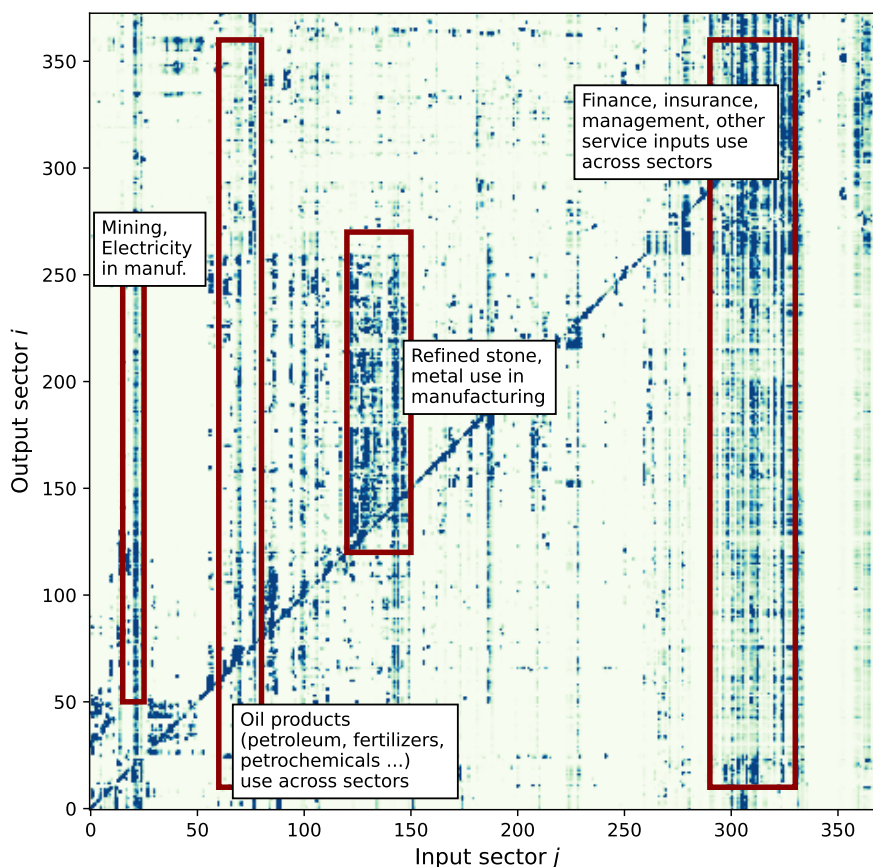 350
300
250
200
150
100
50
0
Output sector i
Finance, insurance,
management, other
service inputs use
across sectors
Mining,
Electricity
in manuf.
Refined stone,
metal use in
manufacturing
Oil products
(petroleum, fertilizers,
petrochemicals ...)
use across sectors
0 50 100 150 200 250 300 350
Input sector j